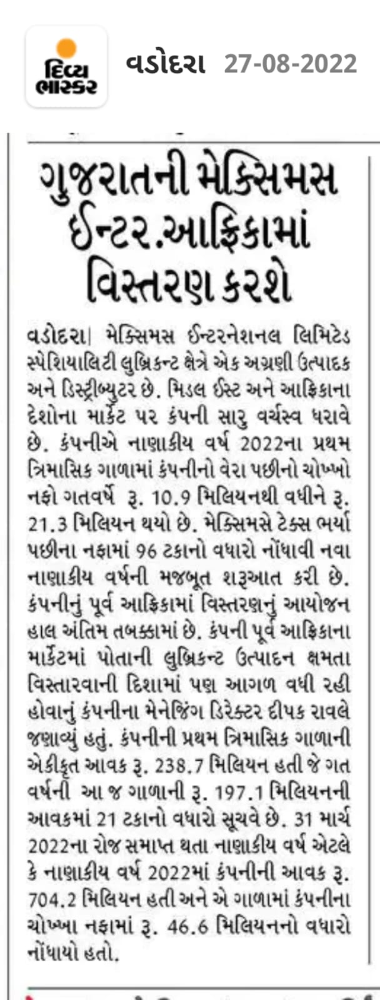 દિવ્ય
ભાસ્કર
વડોદરા 27-08-2022
ગુજરાતની મેક્સિમસ
ઈન્ટર.આફ્રિકામાં
વિસ્તરણ કરશે
વડોદરા| મેક્સિમસ ઈન્ટરનેશનલ લિમિટેડ
સ્પેશિયાલિટી લુબ્રિકન્ટ ક્ષેત્રે એક અગ્રણી ઉત્પાદક
અને ડિસ્ટ્રીબ્યુટર છે. મિડલ ઈસ્ટ અને આફ્રિકાના
દેશોના માર્કેટ પર કંપની સારુ વર્ચસ્વ ધરાવે
છે. કંપનીએ નાણાકીય વર્ષ 2022ના પ્રથમ
ત્રિમાસિક ગાળામાં કંપનીનો વેરા પછીનો ચોખ્ખો
નફો ગતવર્ષે રૂ. 10.9 મિલિયનથી વધીને રૂ.
21.3 મિલિયન થયો છે. મેક્સિમસે ટેક્સ ભર્યા
પછીના નફામાં 96 ટકાનો વધારો નોંધાવી નવા
નાણાકીય વર્ષની મજબૂત શરૂઆત કરી છે.
કંપનીનું પૂર્વ આફ્રિકામાં વિસ્તરણનું આયોજન
હાલ અંતિમ તબક્કામાં છે. કંપની પૂર્વ આફ્રિકાના
માર્કેટમાં પોતાની લુબ્રિકન્ટ ઉત્પાદન ક્ષમતા
વિસ્તારવાની દિશામાં પણ આગળ વધી રહી
હોવાનું કંપનીના મેનેજિંગ ડિરેક્ટર દીપક રાવલે
જણાવ્યું હતું. કંપનીની પ્રથમ ત્રિમાસિક ગાળાની
એકીકૃત આવક રૂ. 238.7 મિલિયન હતી જે ગત
વર્ષની આ જ ગાળાની રૂ. 197.1 મિલિયનની
આવકમાં 21 ટકાનો વધારો સૂચવે છે. 31 માર્ચ
2022ના રોજ સમાપ્ત થતા નાણાકીય વર્ષ એટલે
કે નાણાકીય વર્ષ 2022માં કંપનીની આવક રૂ.
704.2 મિલિયન હતી અને એ ગાળામાં કંપનીના
ચોખ્ખા નફામાં રૂ. 46.6 મિલિયનનો વધારો
નોંધાયો હતો.